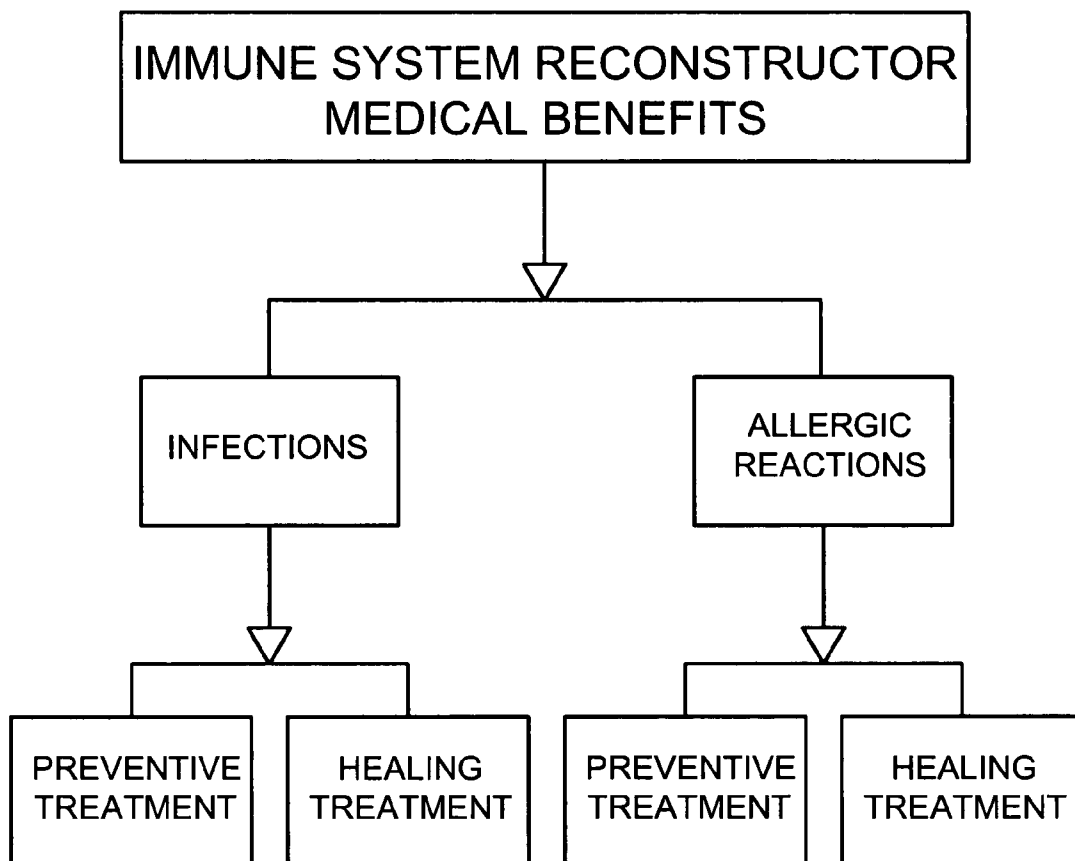 IMMUNE SYSTEM RECONSTRUCTOR
MEDICAL BENEFITS
INFECTIONS
ALLERGIC
REACTIONS
PREVENTIVE
TREATMENT
HEALING
TREATMENT
PREVENTIVE
TREATMENT
HEALING
TREATMENT